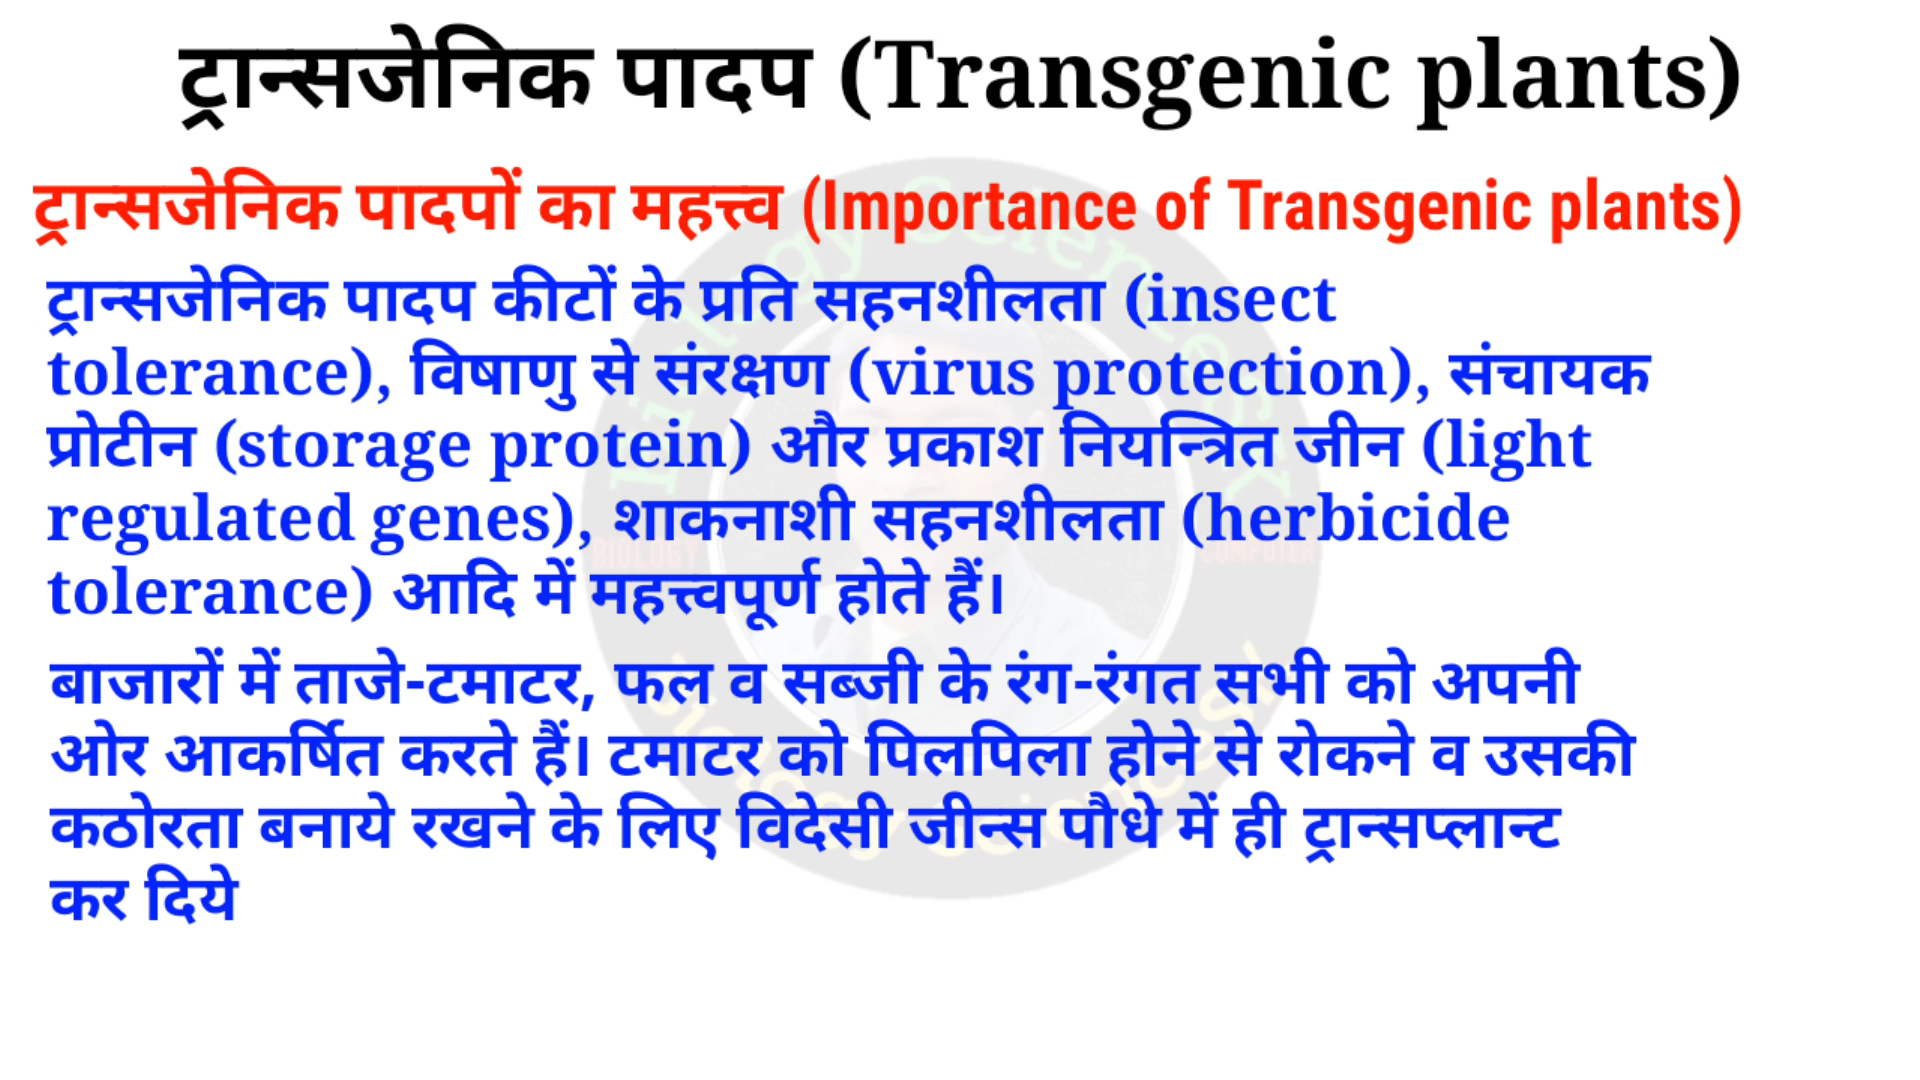 ट्रान्सजेनिक पादप (Transgenic plants)
ट्रान्सजेनिक पादपों का महत्त्व (Importance of Transgenic plants)
ट्रान्सजेनिक पादप कीटों के प्रति सहनशीलता (insect
tolerance), विषाणु से संरक्षण (virus protection), संचायक
प्रोटीन (storage protein) और प्रकाश नियन्त्रित जीन (light
regulated genes), शाकनाशी सहनशीलता (herbicide
tolerance) आदि में महत्त्वपूर्ण होते हैं।
बाजारों में ताजे-टमाटर, फल व सब्जी के रंग-रंगत सभी को अपनी
ओर आकर्षित करते हैं। टमाटर को पिलपिला होने से रोकने व उसकी
कठोरता बनाये रखने के लिए विदेसी जीन्स पौधे में ही ट्रान्सप्लान्ट
कर दिये
BIOLOGY
COMPUTER